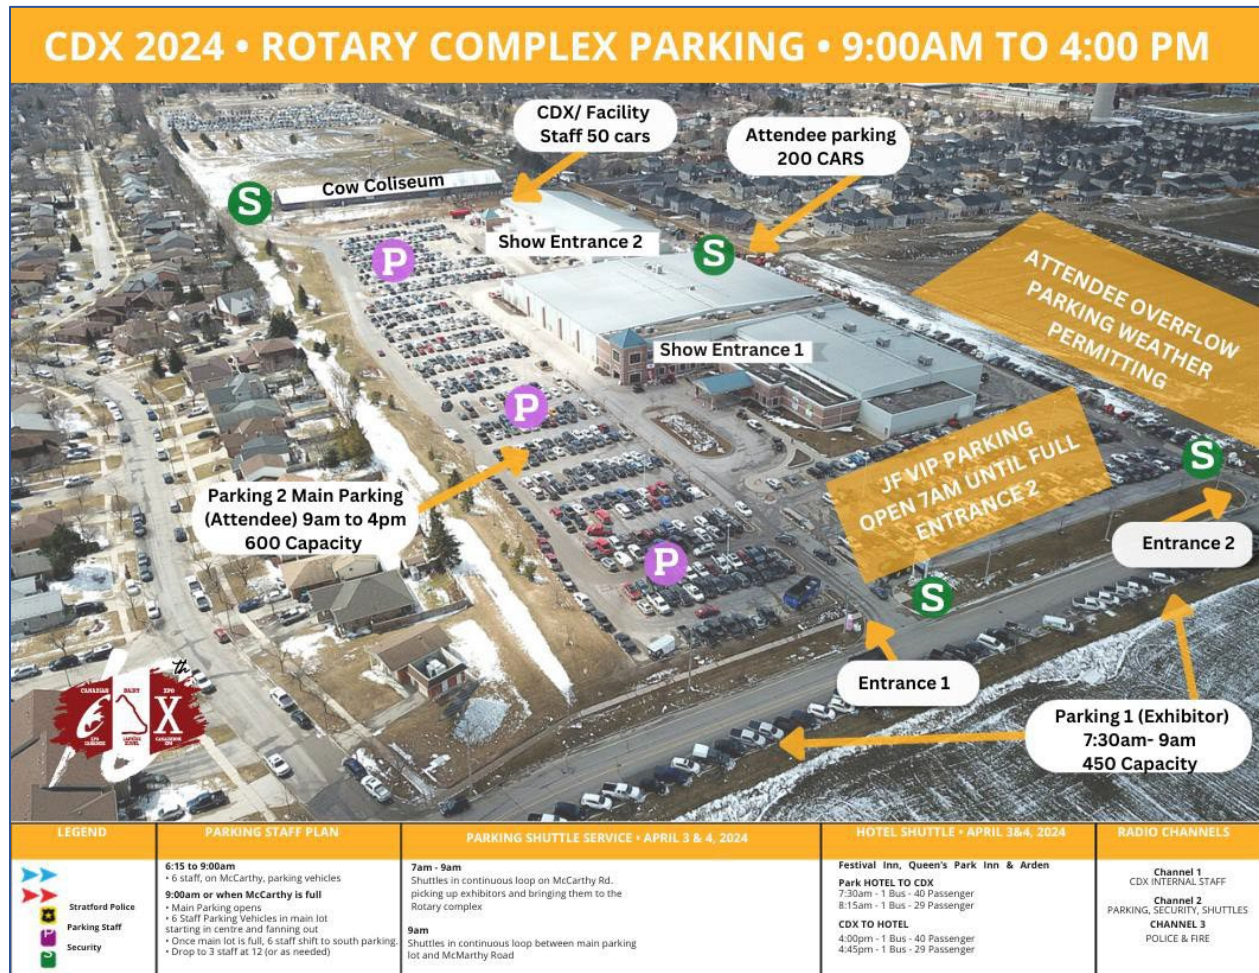 CDX 2024 • ROTARY COMPLEX PARKING • 9:00AM TO 4:00 PM
CDX/ Facility
Staff 50 cars
Attendee parking
200 CARS
Cow Coliseum
S
P
Show Entrance 2
S
ATTENDEE OVERFLOW
PARKING WEATHER
PERMITTING
Show Entrance 1
P
JF VIP PARKING
OPEN 7AM UNTIL FULL
ENTRANCE 2
S
Parking 2 Main Parking
(Attendee) 9am to 4pm
600 Capacity
Entrance 2
P
S
Entrance 1
Parking 1 (Exhibitor)
7:30am- 9am
450 Capacity
th
CANADIAN DAIRY XPO
X
LEGEND
Stratford Police
P
Parking Staff
S
Security
PARKING STAFF PLAN
6:15 to 9:00am
• 6 staff, on McCarthy, parking vehicles
9:00am or when McCarthy is full
• Main Parking opens
• 6 Staff Parking Vehicles in main lot
starting in centre and fanning out
• Once main lot is full, 6 staff shift to south parking.
• Drop to 3 staff at 12 (or as needed)
PARKING SHUTTLE SERVICE • APRIL 3 & 4, 2024
7am - 9am
Shuttles in continuous loop on McCarthy Rd.
picking up exhibitors and bringing them to the
Rotary complex
9am
Shuttles in continuous loop between main parking
lot and McMarthy Road
HOTEL SHUTTLE • APRIL 3&4, 2024
Festival Inn, Queen's Park Inn & Arden
Park HOTEL TO CDX
7:30am - 1 Bus - 40 Passenger
8:15am - 1 Bus - 29 Passenger
CDX TO HOTEL
4:00pm - 1 Bus - 40 Passenger
4:45pm - 1 Bus - 29 Passenger
RADIO CHANNELS
Channel 1
CDX INTERNAL STAFF
Channel 2
PARKING, SECURITY, SHUTTLES
CHANNEL 3
POLICE & FIRE